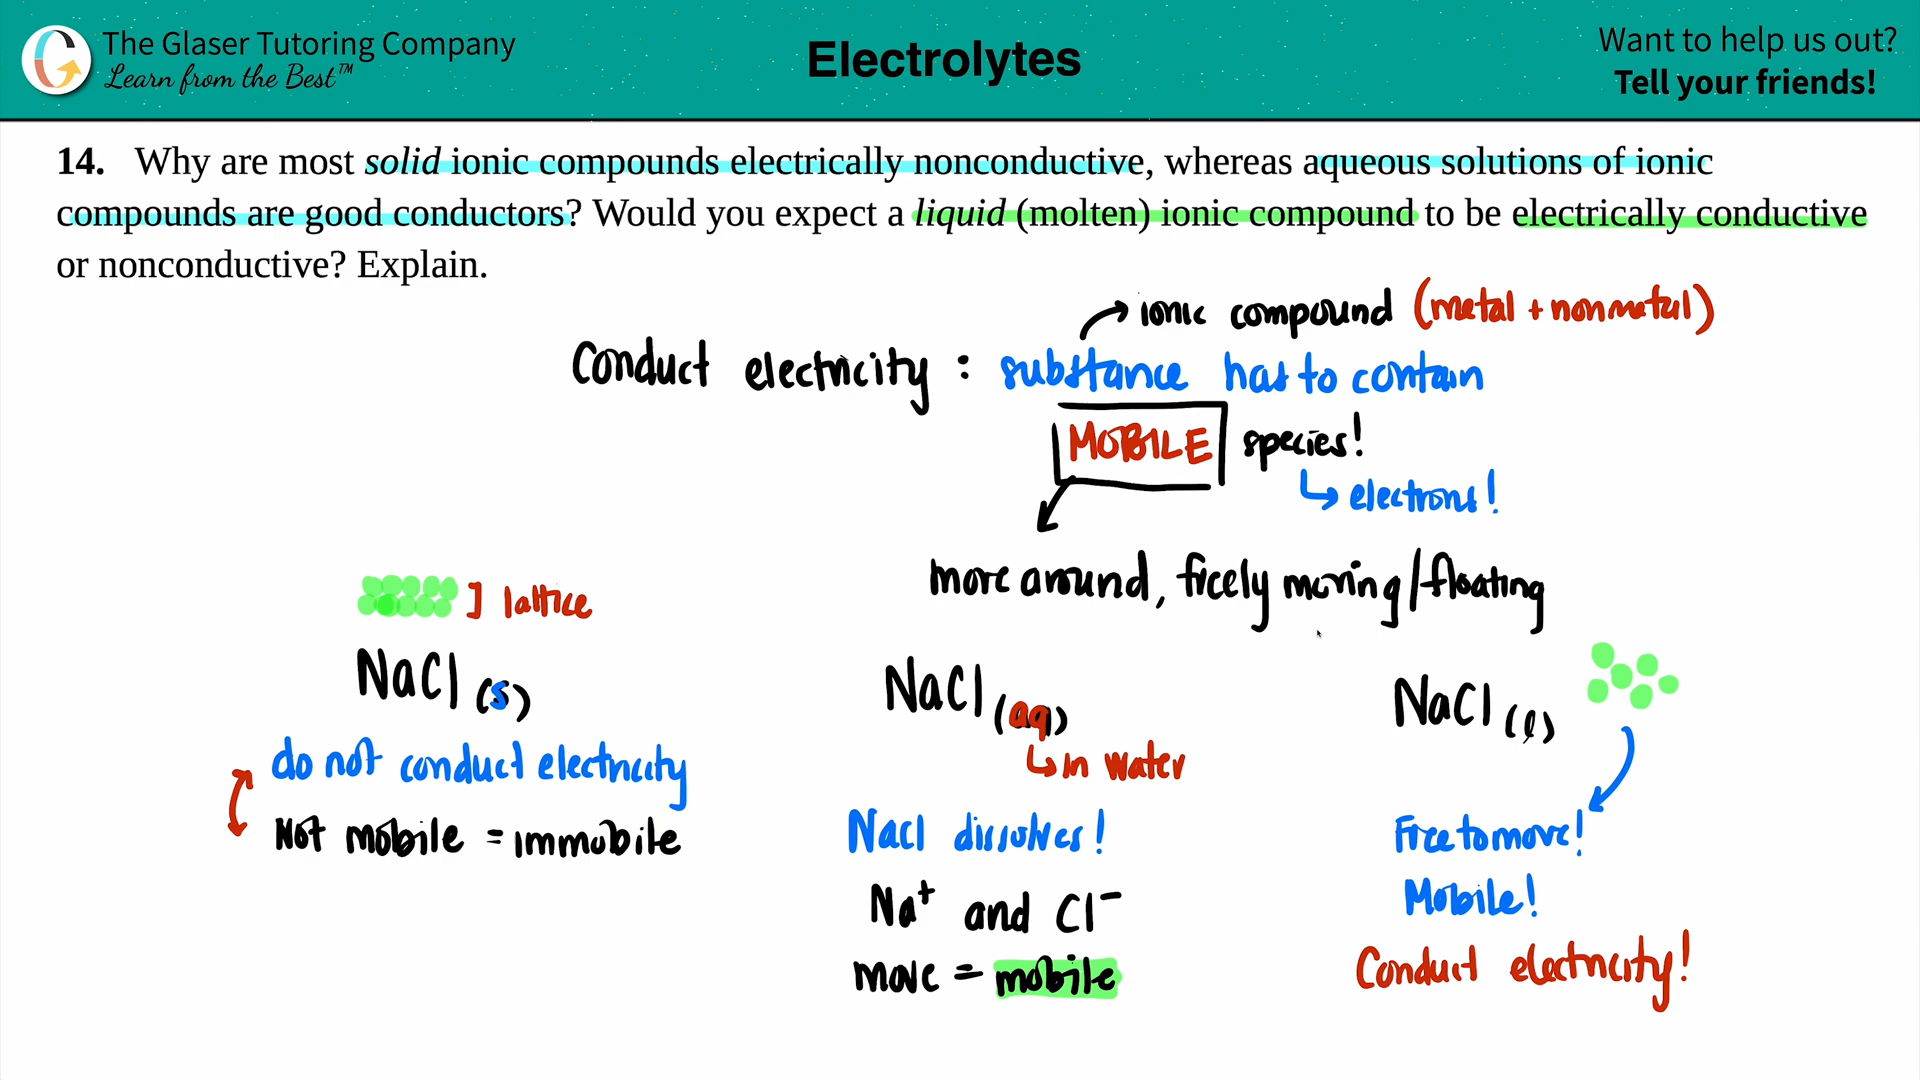 The Glaser Tutoring Company
Learn from the Best™
Electrolytes
Want to help us out?
Tell your friends!
14. Why are most solid ionic compounds electrically nonconductive, whereas aqueous solutions of ionic
compounds are good conductors? Would you expect a liquid (molten) ionic compound to be electrically conductive
or nonconductive? Explain.
ionic compound (metal + nonmetal)
Conduct electricity : substance has to contain
MOBILE species!
electrons!
move around, freely moving/floating
] lattice
NaCl (s)
do not conduct electricity
Not mobile = immobile
NaCl (aq)
in water
Nacl dissolves!
Na⁺ and Cl⁻
move = mobile
NaCl (l)
Free to move!
Mobile!
Conduct electricity!